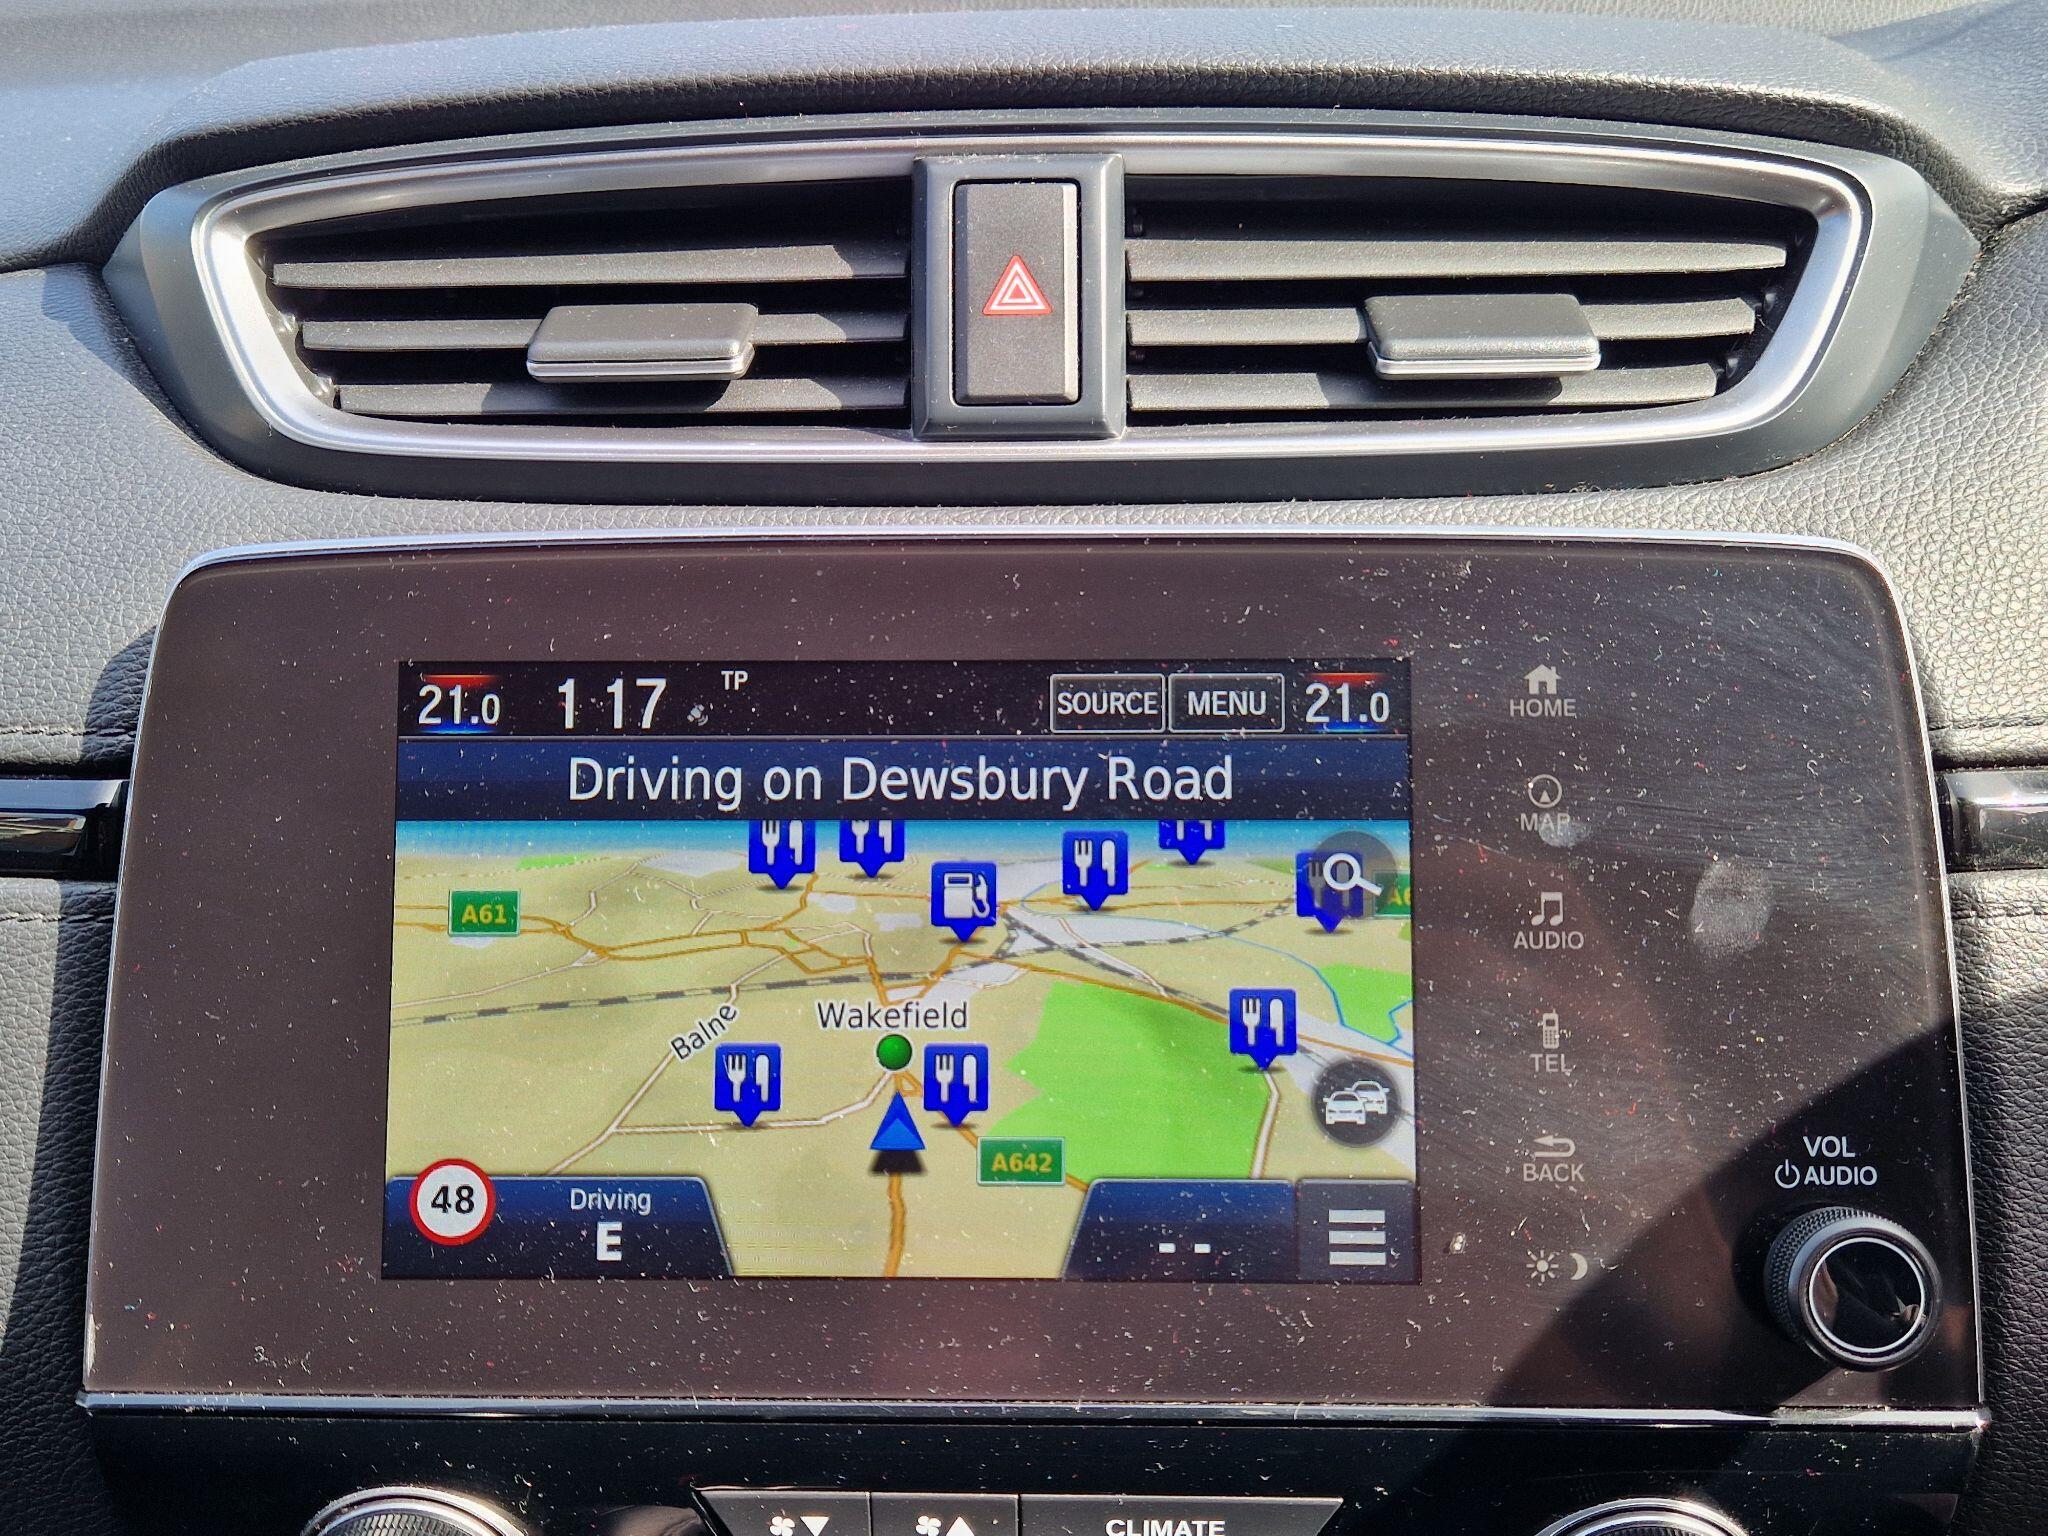 21.0 1 17 TP SOURCE MENU 21.0
HOME
Driving on Dewsbury Road
MAP
A61
A6
AUDIO
Wakefield
Balne
TEL
A642
BACK
VOL
AUDIO
48
Driving
E
- -
CLIMATE